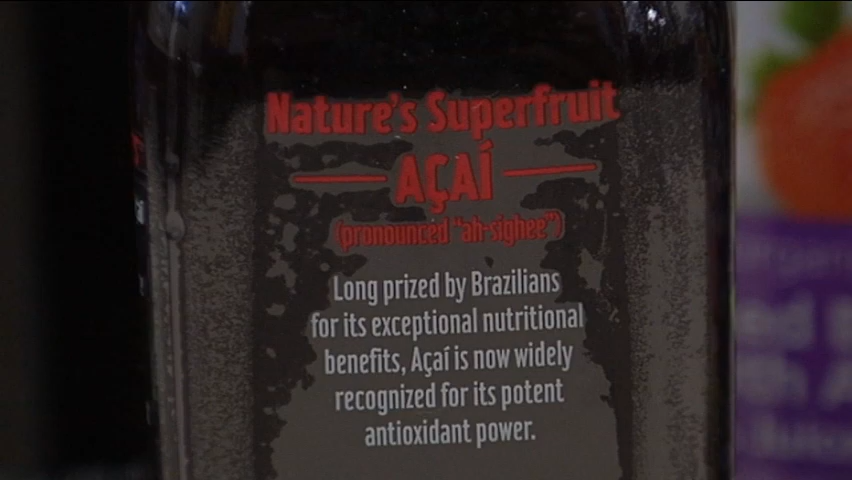 Nature's Superfruit
AÇAÍ
(pronounced "ah-sighee")
Long prized by Brazilians
for its exceptional nutritional
benefits, Açaí is now widely
recognized for its potent
antioxidant power.